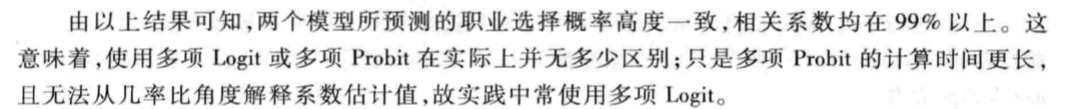 由以上结果可知,两个模型所预测的职业选择概率高度一致,相关系数均在 99% 以上。这
意味着,使用多项 Logit 或多项 Probit 在实际上并无多少区别;只是多项 Probit 的计算时间更长,
且无法从几率比角度解释系数估计值,故实践中常使用多项 Logit。